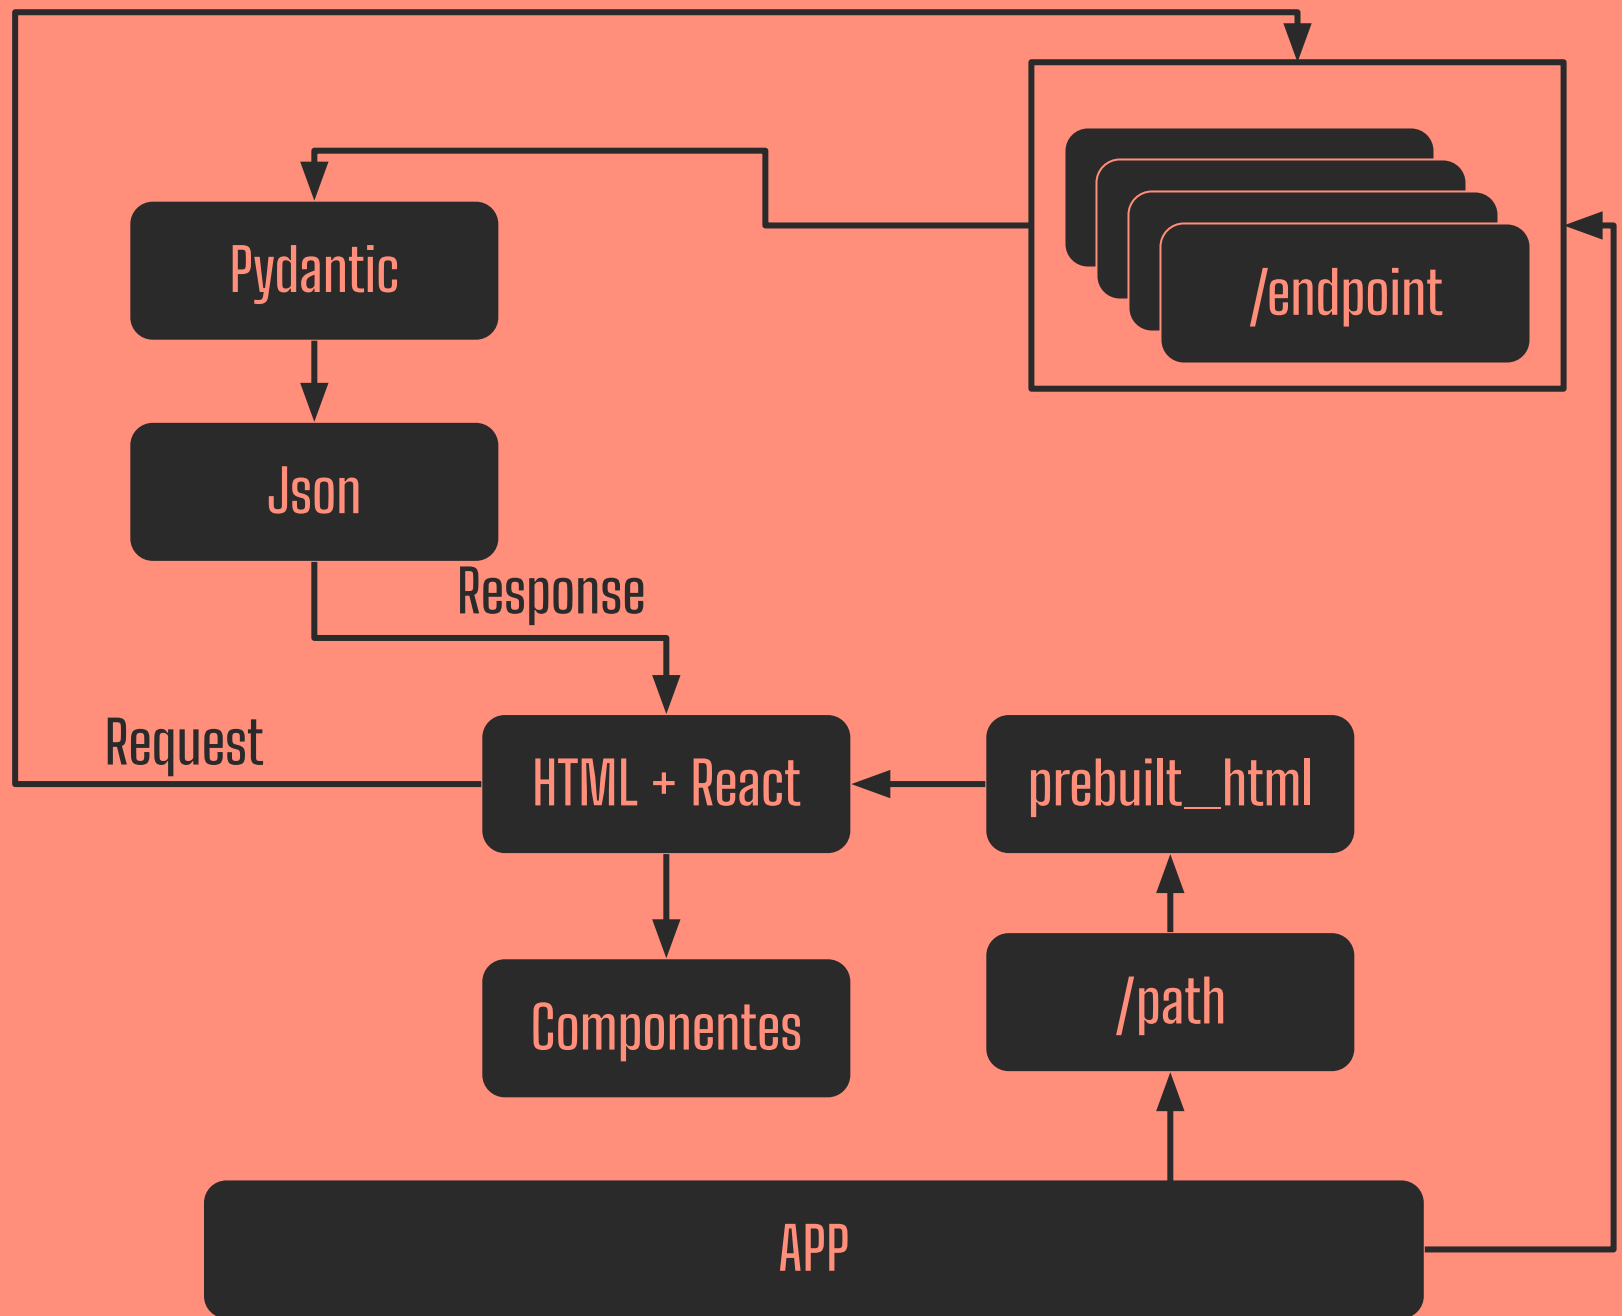 /endpoint
Pydantic
Json
Response
Request
HTML + React
prebuilt_html
Componentes
/path
APP